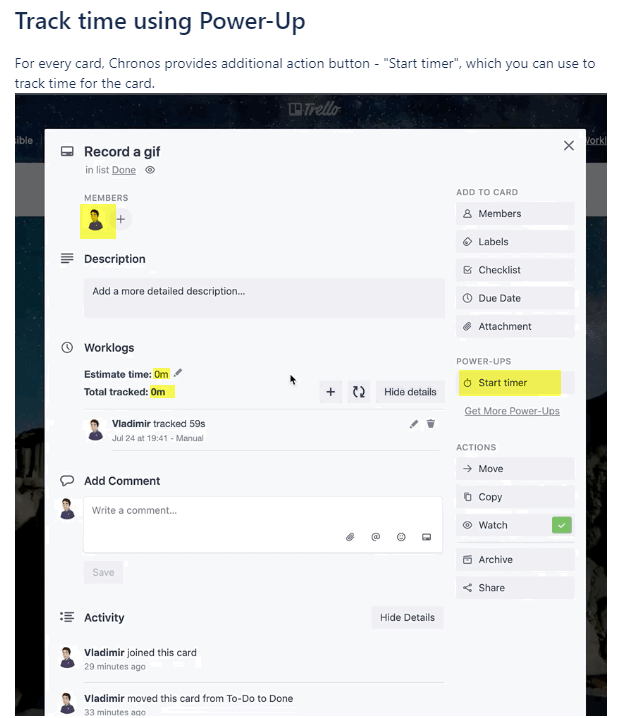 Track time using Power-Up
For every card, Chronos provides additional action button - "Start timer", which you can use to
track time for the card.
Trello
sible
Workl
Record a gif
in list Done
MEMBERS
+
Description
Add a more detailed description...
Worklogs
Estimate time: 0m
Total tracked: 0m
+
Hide details
Vladimir tracked 59s
Jul 24 at 19:41 - Manual
Add Comment
Write a comment...
@
Save
Activity
Hide Details
Vladimir joined this card
29 minutes ago
Vladimir moved this card from To-Do to Done
33 minutes ago
ADD TO CARD
Members
Labels
Checklist
Due Date
Attachment
POWER-UPS
Start timer
Get More Power-Ups
ACTIONS
Move
Copy
Watch
Archive
Share